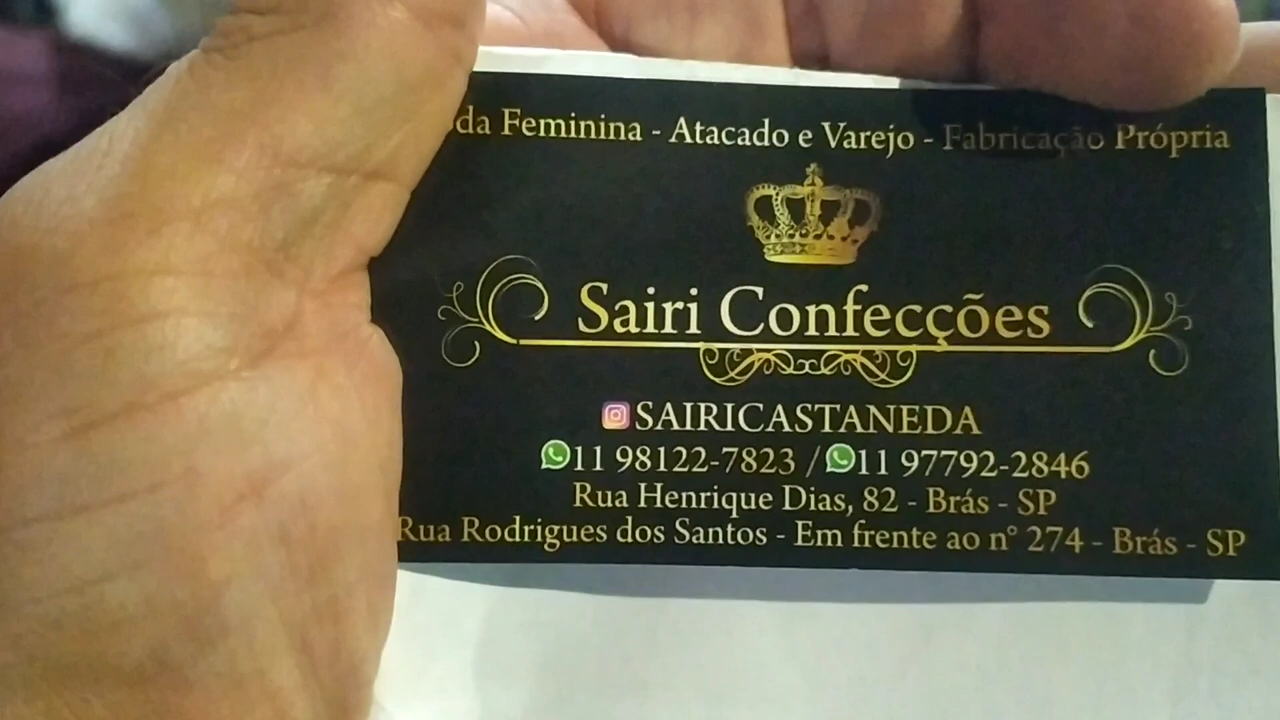 da Feminina - Atacado e Varejo - Fabricação Própria
Sairi Confecções
SAIRICASTANEDA
11 98122-7823 / 11 97792-2846
Rua Henrique Dias, 82 - Brás - SP
Rua Rodrigues dos Santos - Em frente ao n° 274 - Brás - SP